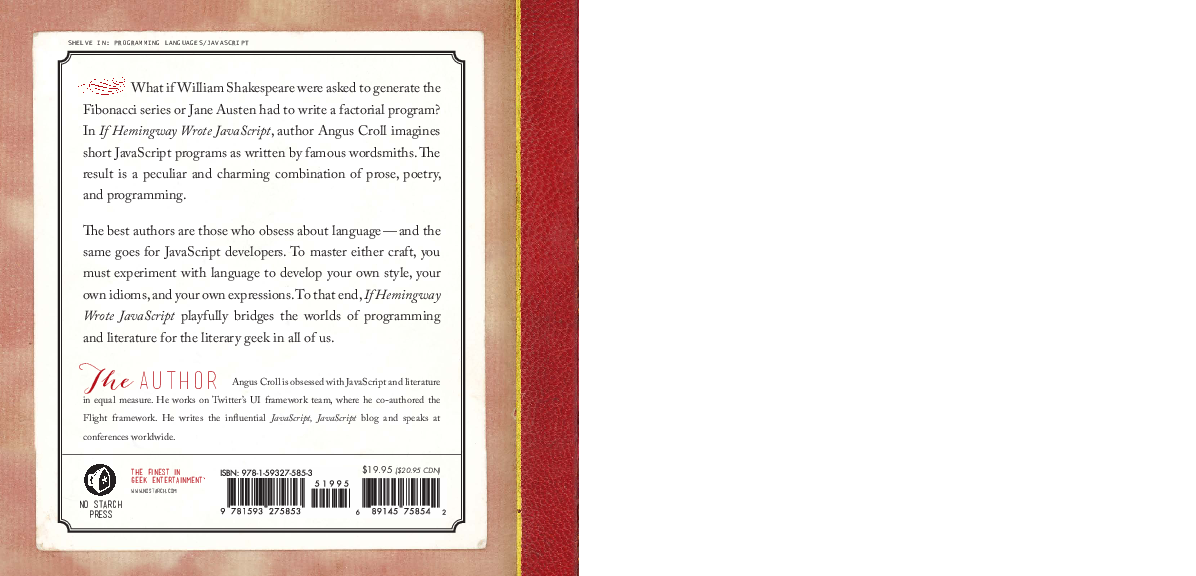 SHELVE IN: PROGRAMMING LANGUAGES/JAVASCRIPT
What if William Shakespeare were asked to generate the
Fibonacci series or Jane Austen had to write a factorial program?
In If Hemingway Wrote JavaScript, author Angus Croll imagines
short JavaScript programs as written by famous wordsmiths. The
result is a peculiar and charming combination of prose, poetry,
and programming.
The best authors are those who obsess about language—and the
same goes for JavaScript developers. To master either craft, you
must experiment with language to develop your own style, your
own idioms, and your own expressions. To that end, If Hemingway
Wrote JavaScript playfully bridges the worlds of programming
and literature for the literary geek in all of us.
The AUTHOR Angus Croll is obsessed with JavaScript and literature
in equal measure. He works on Twitter's UI framework team, where he co-authored the
Flight framework. He writes the influential JavaScript, JavaScript blog and speaks at
conferences worldwide.
THE FINEST IN
GEEK ENTERTAINMENT™
WWW.NOSTARCH.COM
NO STARCH
PRESS
ISBN: 978-1-59327-585-3
9 781593 275853
51995
$19.95 ($20.95 CDN)
6 89145 75854 2